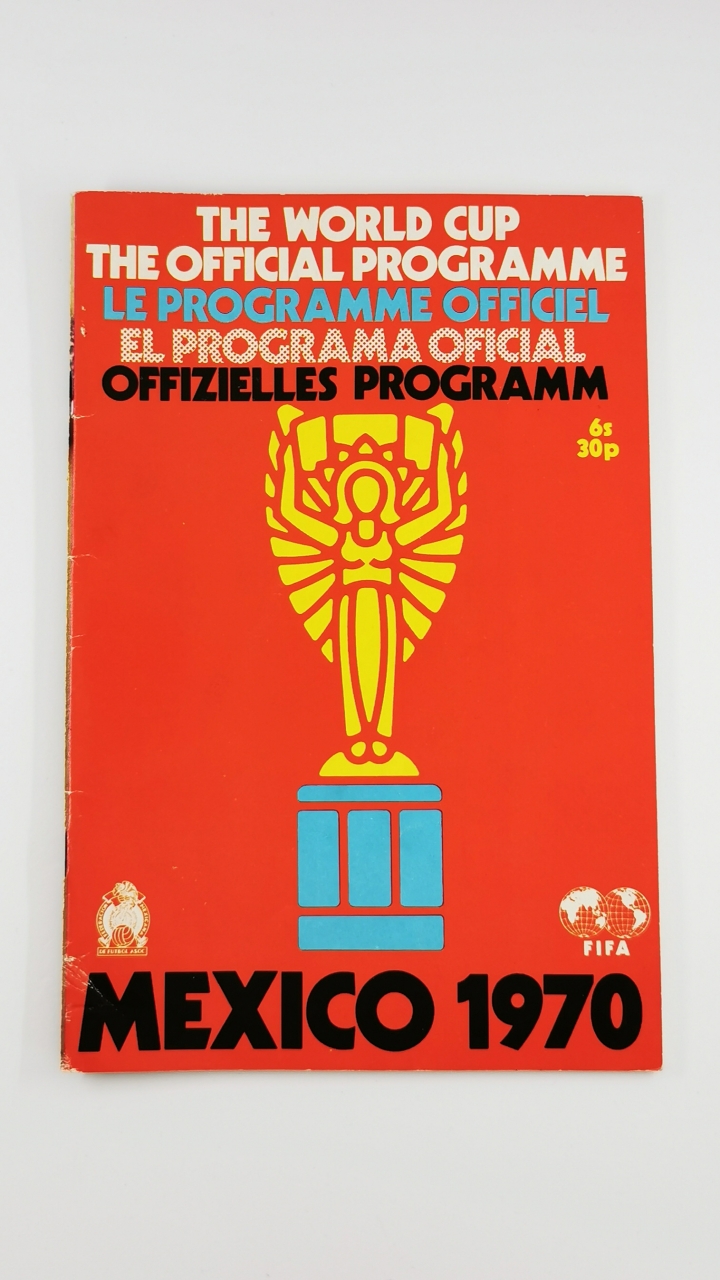 THE WORLD CUP
THE OFFICIAL PROGRAMME
LE PROGRAMME OFFICIEL
EL PROGRAMA OFICIAL
OFFIZIELLES PROGRAMM
6s
30p
FIFA
MEXICO 1970